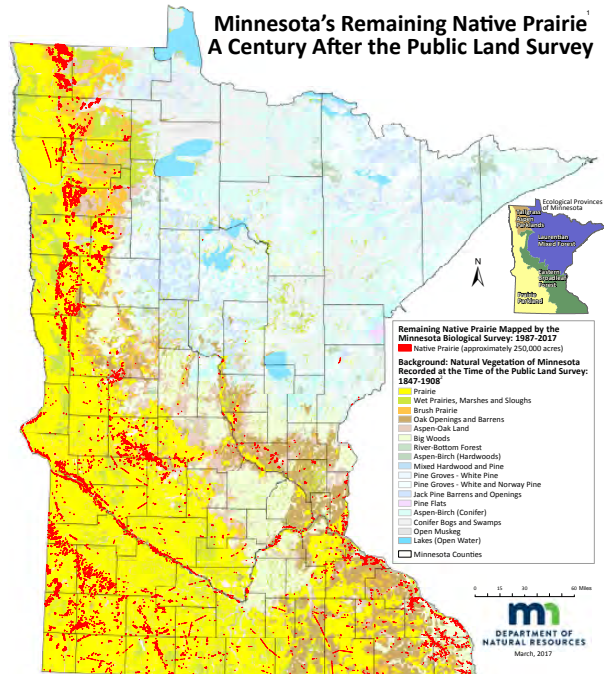 Minnesota's Remaining Native Prairie¹
A Century After the Public Land Survey
Ecological Provinces
of Minnesota
Tallgrass
Aspen
Parklands
Laurentian
Mixed Forest
Eastern
Broadleaf
Forest
Prairie
Parkland
N
Remaining Native Prairie Mapped by the
Minnesota Biological Survey: 1987-2017
Native Prairie (approximately 250,000 acres)
Background: Natural Vegetation of Minnesota
Recorded at the Time of the Public Land Survey:
1847-1908²
Prairie
Wet Prairies, Marshes and Sloughs
Brush Prairie
Oak Openings and Barrens
Aspen-Oak Land
Big Woods
River-Bottom Forest
Aspen-Birch (Hardwoods)
Mixed Hardwood and Pine
Pine Groves - White Pine
Pine Groves - White and Norway Pine
Jack Pine Barrens and Openings
Pine Flats
Aspen-Birch (Conifer)
Conifer Bogs and Swamps
Open Muskeg
Lakes (Open Water)
Minnesota Counties
0 15 30 60 Miles
DEPARTMENT OF
NATURAL RESOURCES
March, 2017